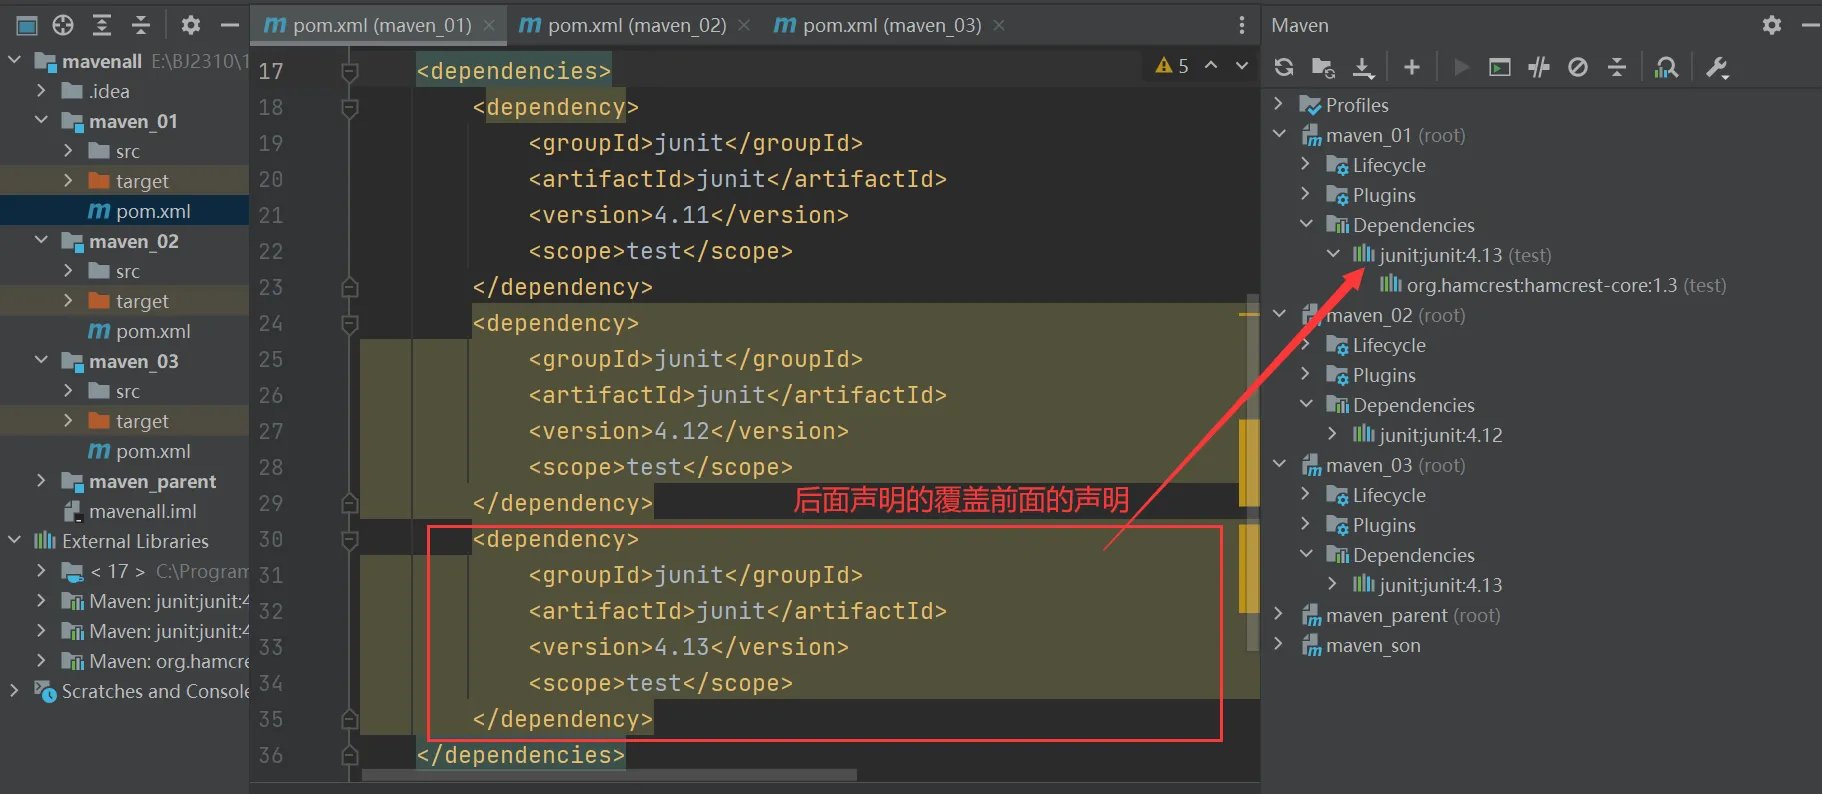 pom.xml (maven_01)
pom.xml (maven_02)
pom.xml (maven_03)
Maven
mavenall E:\BJ2310\1
.idea
maven_01
src
target
pom.xml
maven_02
src
target
pom.xml
maven_03
src
target
pom.xml
maven_parent
mavenall.iml
External Libraries
< 17 > C:\Program
Maven: junit:junit:4
Maven: junit:junit:4
Maven: org.hamcre
Scratches and Console
5
17 <dependencies>
18 <dependency>
19 <groupId>junit</groupId>
20 <artifactId>junit</artifactId>
21 <version>4.11</version>
22 <scope>test</scope>
23 </dependency>
24 <dependency>
25 <groupId>junit</groupId>
26 <artifactId>junit</artifactId>
27 <version>4.12</version>
28 <scope>test</scope>
29 </dependency>
后面声明的覆盖前面的声明
30 <dependency>
31 <groupId>junit</groupId>
32 <artifactId>junit</artifactId>
33 <version>4.13</version>
34 <scope>test</scope>
35 </dependency>
36 </dependencies>
Profiles
maven_01 (root)
Lifecycle
Plugins
Dependencies
junit:junit:4.13 (test)
org.hamcrest:hamcrest-core:1.3 (test)
maven_02 (root)
Lifecycle
Plugins
Dependencies
junit:junit:4.12
maven_03 (root)
Lifecycle
Plugins
Dependencies
junit:junit:4.13
maven_parent (root)
maven_son